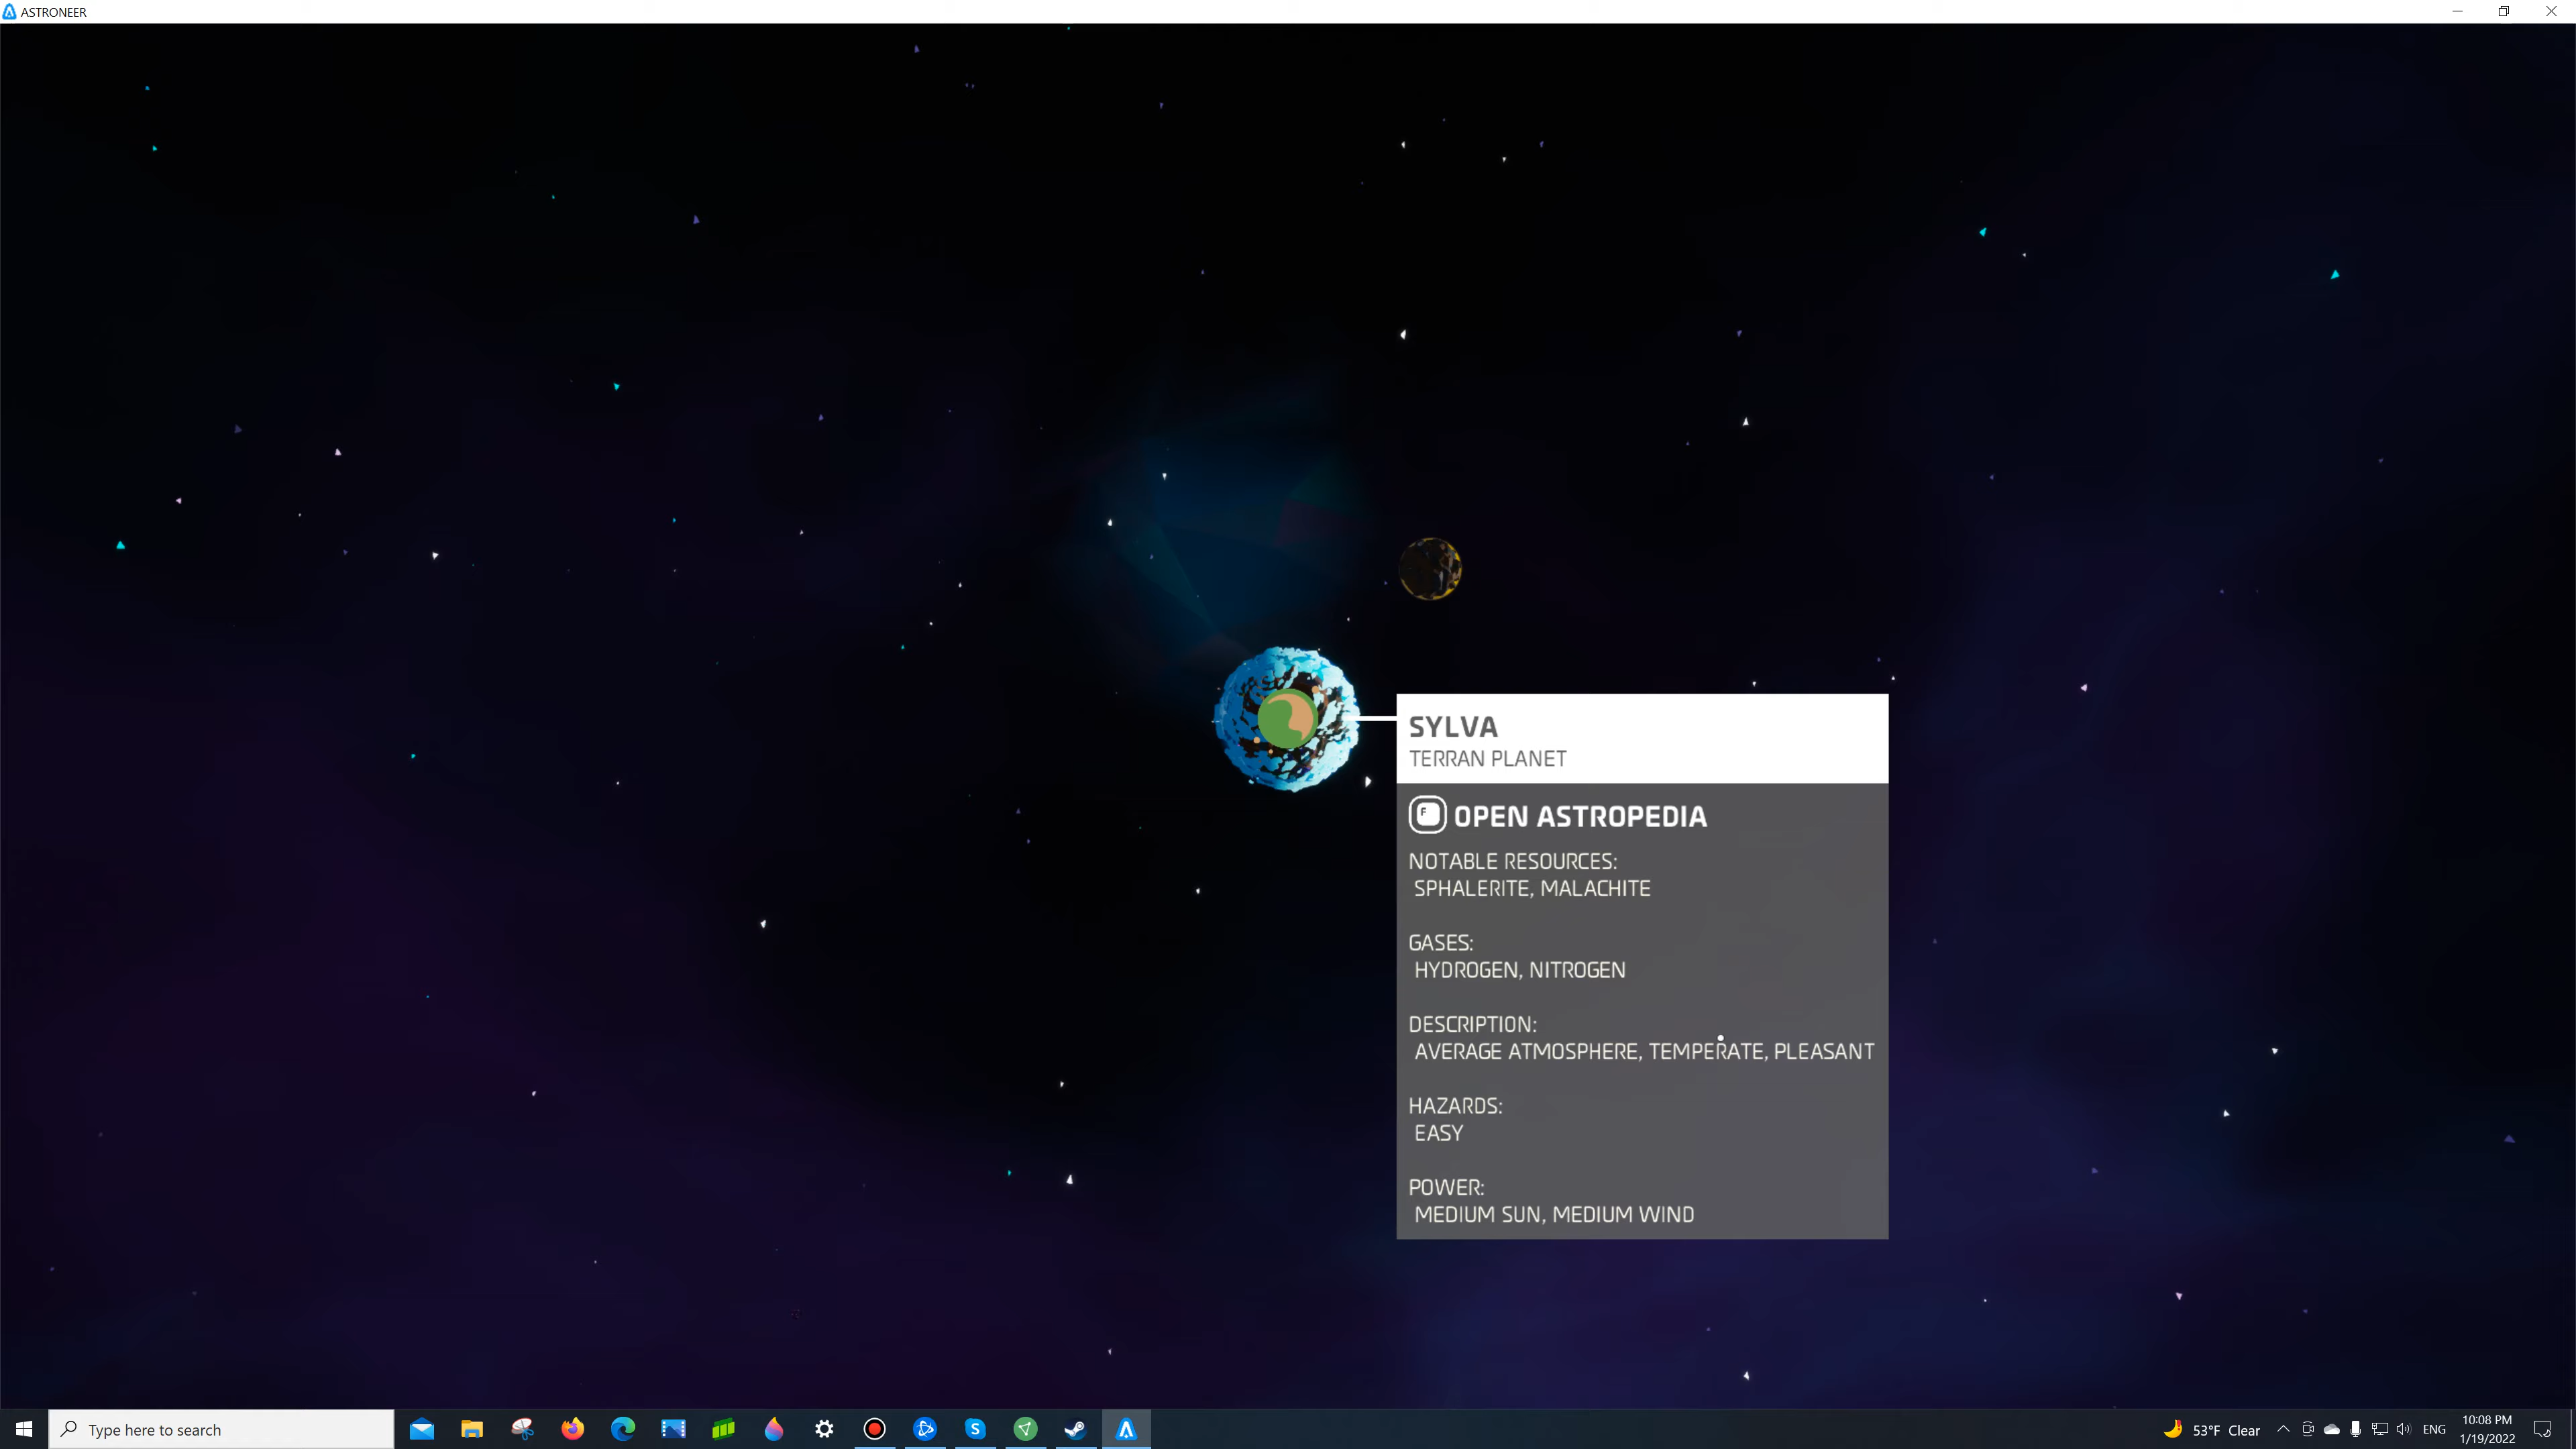 ASTRONEER
SYLVA
TERRAN PLANET
F OPEN ASTROPEDIA
NOTABLE RESOURCES:
SPHALERITE, MALACHITE
GASES:
HYDROGEN, NITROGEN
DESCRIPTION:
AVERAGE ATMOSPHERE, TEMPERATE, PLEASANT
HAZARDS:
EASY
POWER:
MEDIUM SUN, MEDIUM WIND
Type here to search
53°F Clear
ENG
10:08 PM
1/19/2022